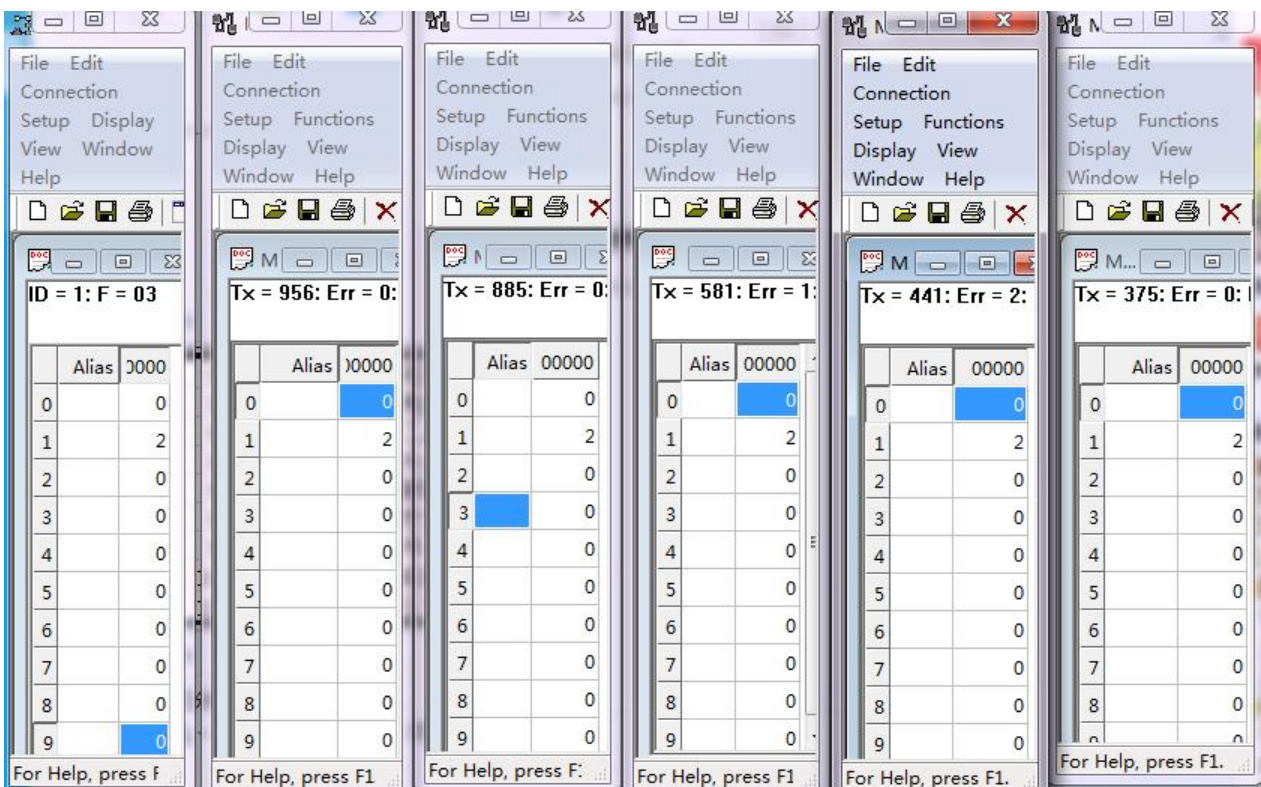 File Edit
Connection
Setup Display
View Window
Help
ID = 1: F = 03
Alias 0000
0 0
1 2
2 0
3 0
4 0
5 0
6 0
7 0
8 0
9 0
For Help, press F
File Edit
Connection
Setup Functions
Display View
Window Help
M
Tx = 956: Err = 0:
Alias 00000
0 0
1 2
2 0
3 0
4 0
5 0
6 0
7 0
8 0
9 0
For Help, press F1
File Edit
Connection
Setup Functions
Display View
Window Help
Tx = 885: Err = 0:
Alias 00000
0 0
1 2
2 0
3 0
4 0
5 0
6 0
7 0
8 0
9 0
For Help, press F
File Edit
Connection
Setup Functions
Display View
Window Help
Tx = 581: Err = 1:
Alias 00000
0 0
1 2
2 0
3 0
4 0
5 0
6 0
7 0
8 0
9 0
For Help, press F1
File Edit
Connection
Setup Functions
Display View
Window Help
M
Tx = 441: Err = 2:
Alias 00000
0 0
1 2
2 0
3 0
4 0
5 0
6 0
7 0
8 0
9 0
For Help, press F1.
File Edit
Connection
Setup Functions
Display View
Window Help
M...
Tx = 375: Err = 0:
Alias 00000
0 0
1 2
2 0
3 0
4 0
5 0
6 0
7 0
8 0
For Help, press F1.